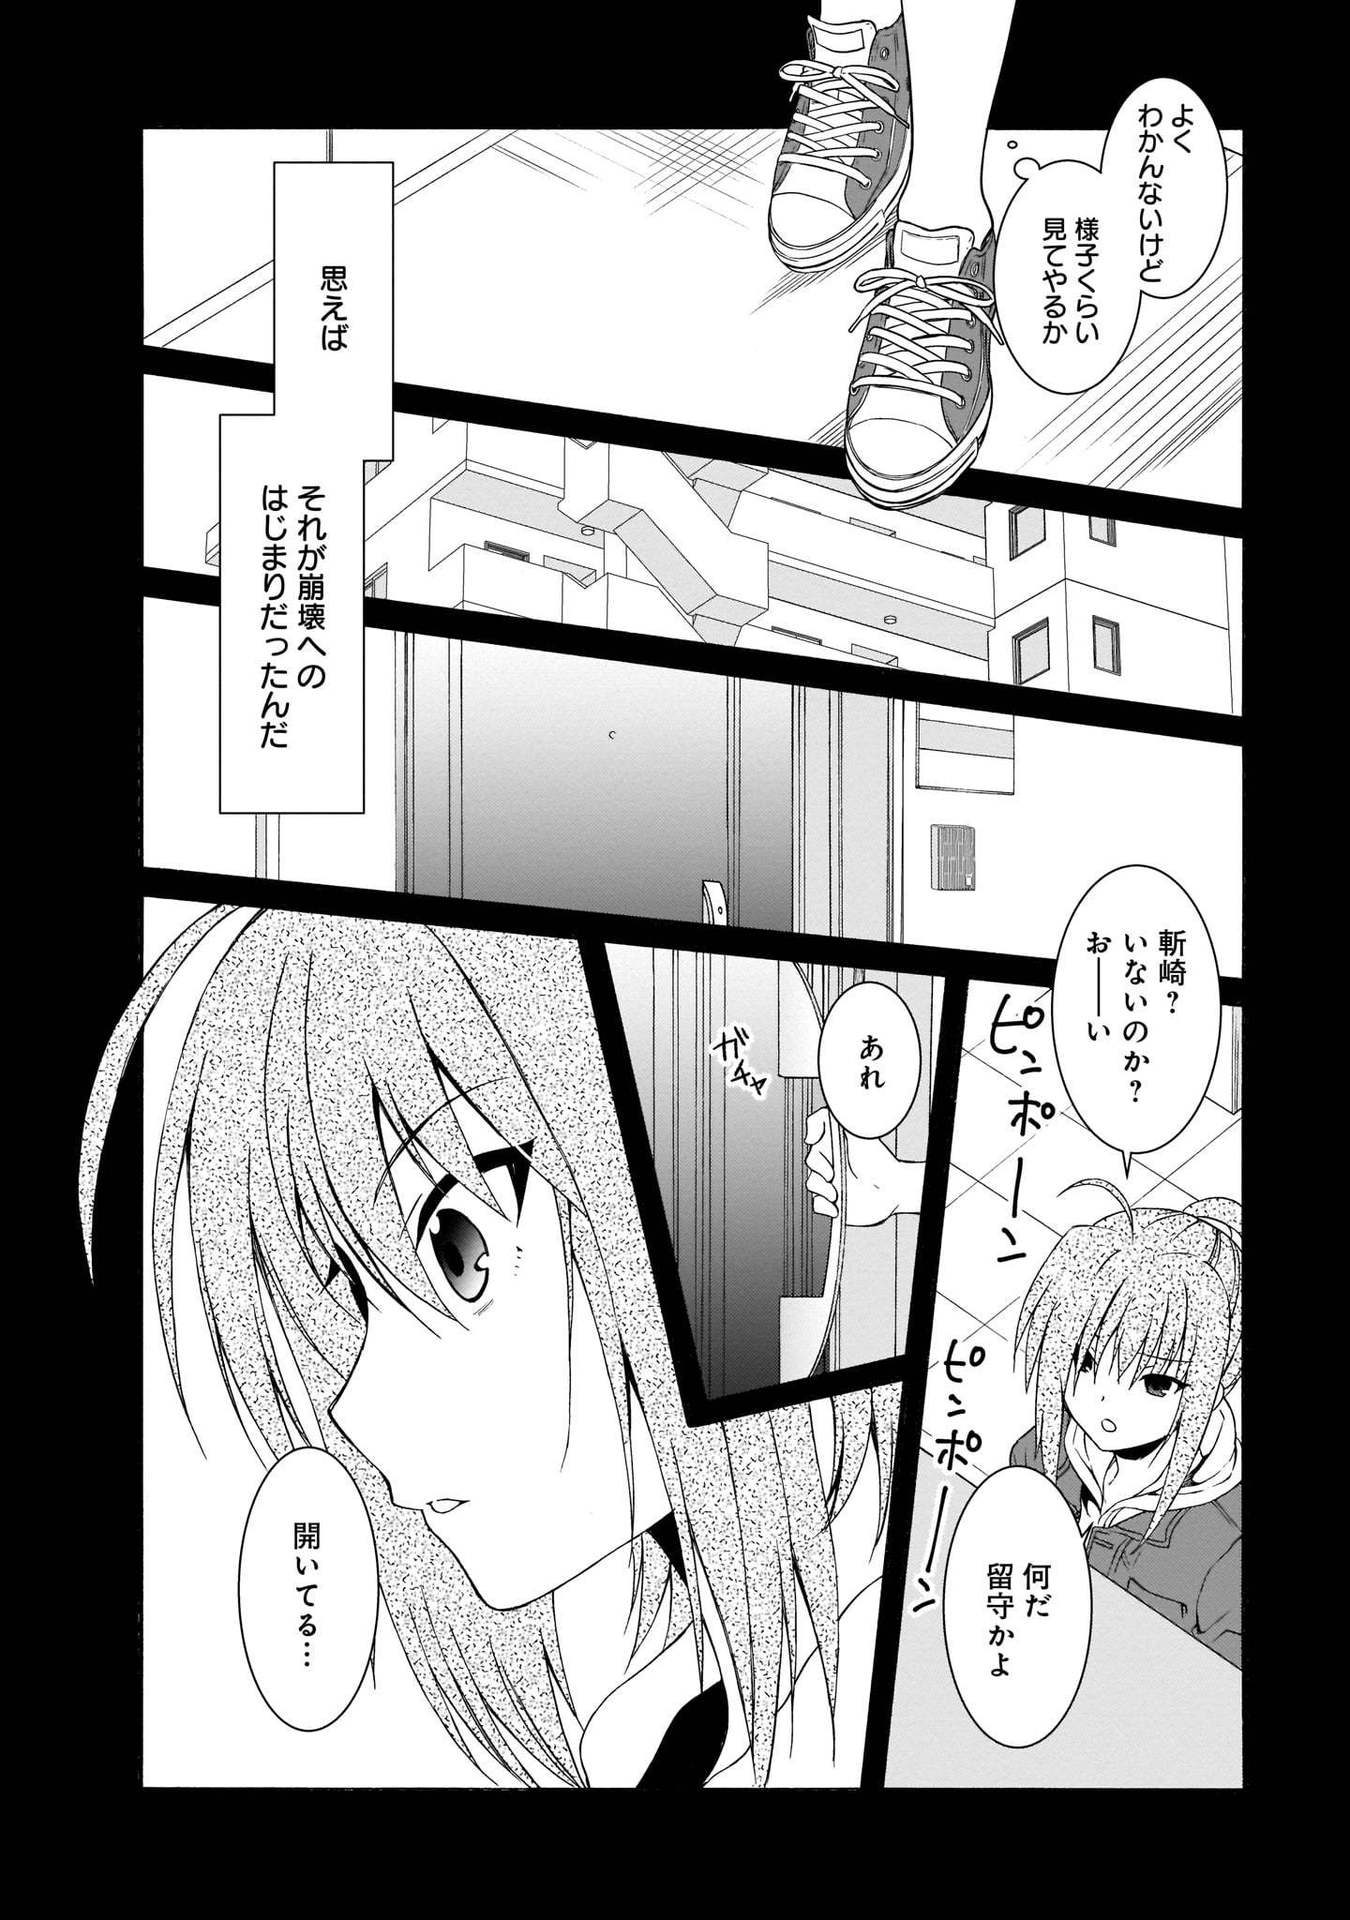 よく
わかんないけど
様子くらい
見てやるか
思えば
それが崩壊への
はじまりだったんだ
斬崎?
いないのか?
おーい
ピンポーン
ピンポーン
何だ
留守かよ
あれ
ガチャ
開いてる…